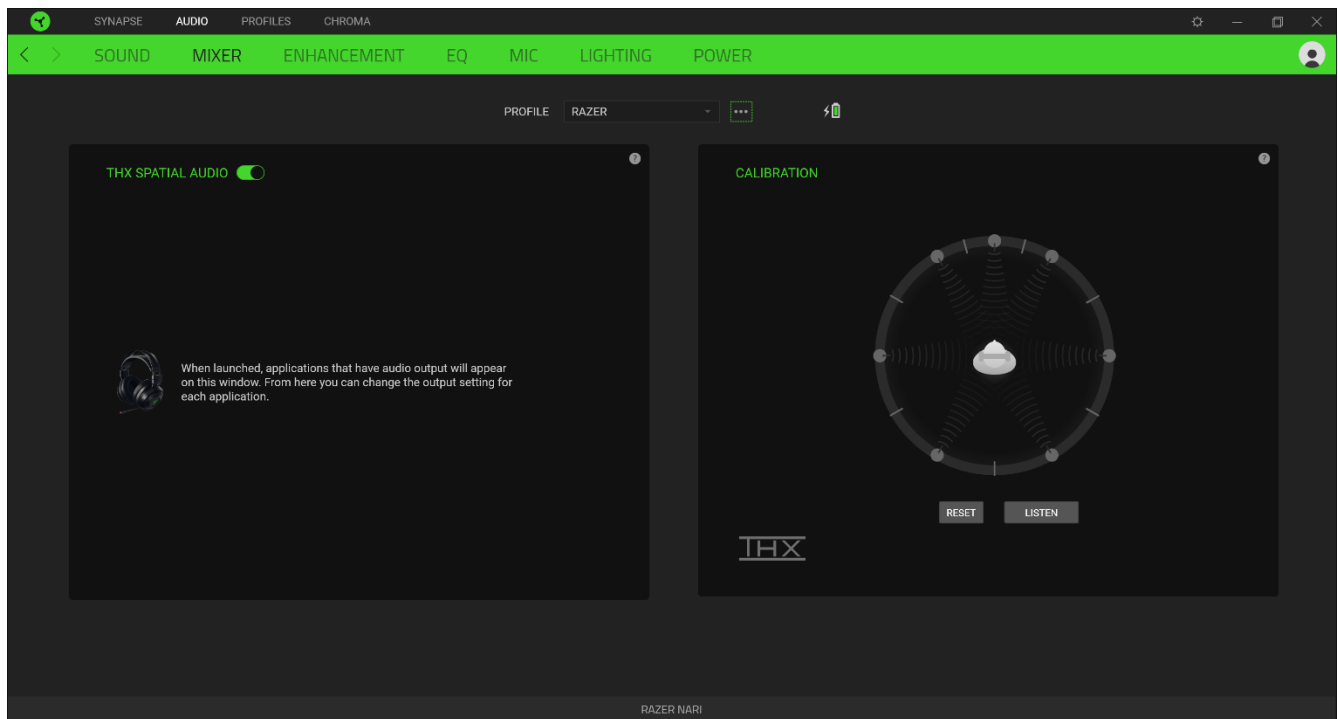 SYNAPSE AUDIO PROFILES CHROMA
SOUND MIXER ENHANCEMENT EQ MIC LIGHTING POWER
PROFILE RAZER
THX SPATIAL AUDIO
When launched, applications that have audio output will appear
on this window. From here you can change the output setting for
each application.
CALIBRATION
RESET LISTEN
THX
RAZER NARI